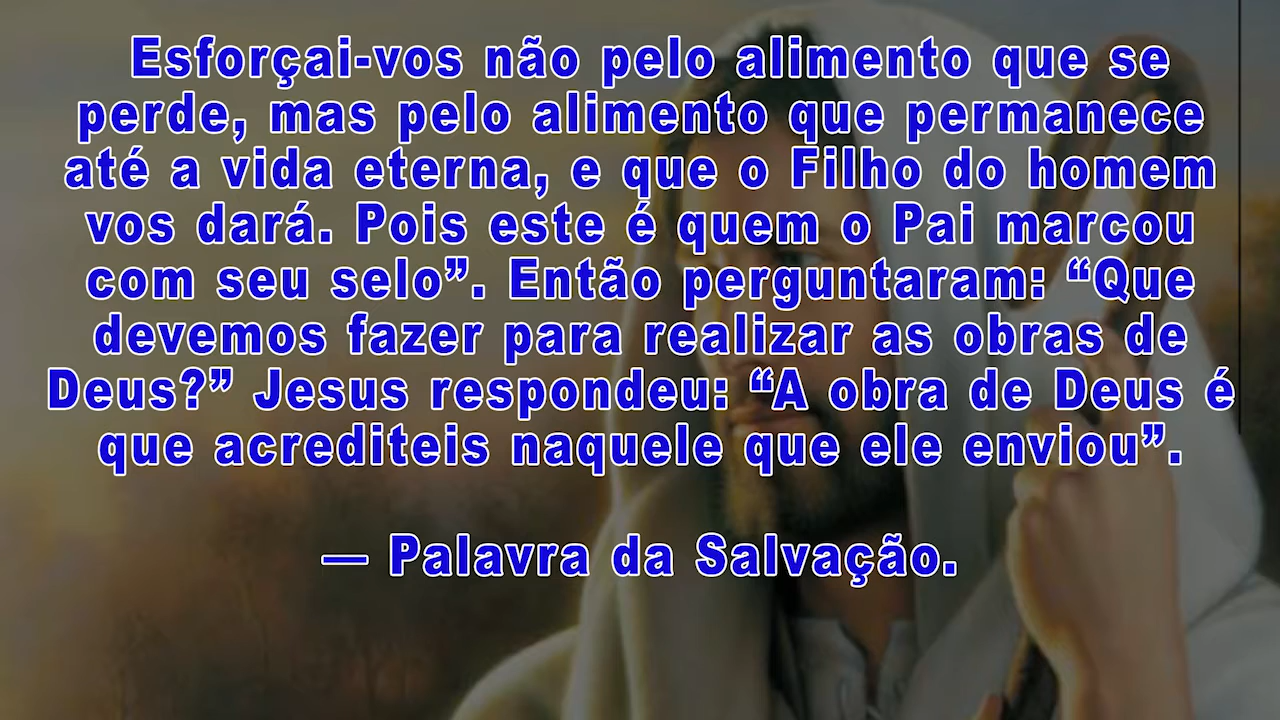 Esforçai-vos não pelo alimento que se
perde, mas pelo alimento que permanece
até a vida eterna, e que o Filho do homem
vos dará. Pois este é quem o Pai marcou
com seu selo”. Então perguntaram: “Que
devemos fazer para realizar as obras de
Deus?” Jesus respondeu: “A obra de Deus é
que acrediteis naquele que ele enviou”.
— Palavra da Salvação.